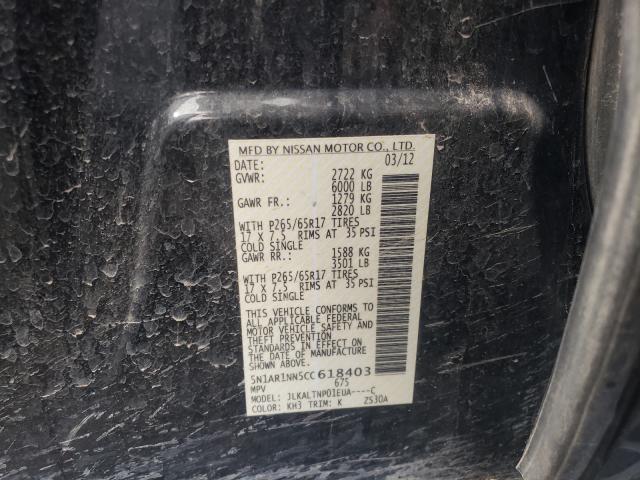 MFD BY NISSAN MOTOR CO., LTD.
DATE: 03/12
GVWR: 2722 KG
6000 LB
GAWR FR.: 1279 KG
2820 LB
WITH P265/65R17 TIRES
17 X 7.5 RIMS AT 35 PSI
COLD SINGLE
GAWR RR.: 1588 KG
3501 LB
WITH P265/65R17 TIRES
17 X 7.5 RIMS AT 35 PSI
COLD SINGLE
THIS VEHICLE CONFORMS TO
ALL APPLICABLE FEDERAL
MOTOR VEHICLE SAFETY AND
THEFT PREVENTION
STANDARDS IN EFFECT ON
THE DATE OF MANUFACTURE
SHOWN ABOVE.
5N1AR1NN5CC618403
MPV 675
MODEL: JLKALTNP01EUA----C
COLOR: KH3 TRIM: K ZS30A